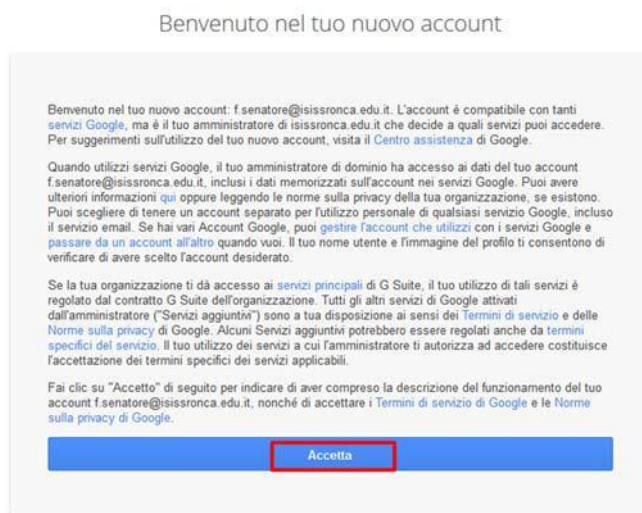 Benvenuto nel tuo nuovo account
Benvenuto nel tuo nuovo account: f.senatore@isissronca.edu.it. L'account è compatibile con tanti
servizi Google, ma è il tuo amministratore di isissronca.edu.it che decide a quali servizi puoi accedere.
Per suggerimenti sull'utilizzo del tuo nuovo account, visita il Centro assistenza di Google.
Quando utilizzi servizi Google, il tuo amministratore di dominio ha accesso ai dati del tuo account
f.senatore@isissronca.edu.it, inclusi i dati memorizzati sull'account nei servizi Google. Puoi avere
ulteriori informazioni qui oppure leggendo le norme sulla privacy della tua organizzazione, se esistono.
Puoi scegliere di tenere un account separato per l'utilizzo personale di qualsiasi servizio Google, incluso
il servizio email. Se hai vari Account Google, puoi gestire l'account che utilizzi con i servizi Google e
passare da un account all'altro quando vuoi. Il tuo nome utente e l'immagine del profilo ti consentono di
verificare di avere scelto l'account desiderato.
Se la tua organizzazione ti dà accesso ai servizi principali di G Suite, il tuo utilizzo di tali servizi è
regolato dal contratto G Suite dell'organizzazione. Tutti gli altri servizi di Google attivati
dall'amministratore ("Servizi aggiuntivi") sono a tua disposizione ai sensi dei Termini di servizio e delle
Norme sulla privacy di Google. Alcuni Servizi aggiuntivi potrebbero essere regolati anche da termini
specifici del servizio. Il tuo utilizzo dei servizi a cui l'amministratore ti autorizza ad accedere costituisce
l'accettazione dei termini specifici dei servizi applicabili.
Fai clic su "Accetto" di seguito per indicare di aver compreso la descrizione del funzionamento del tuo
account f.senatore@isissronca.edu.it, nonché di accettare i Termini di servizio di Google e le Norme
sulla privacy di Google.
Accetta